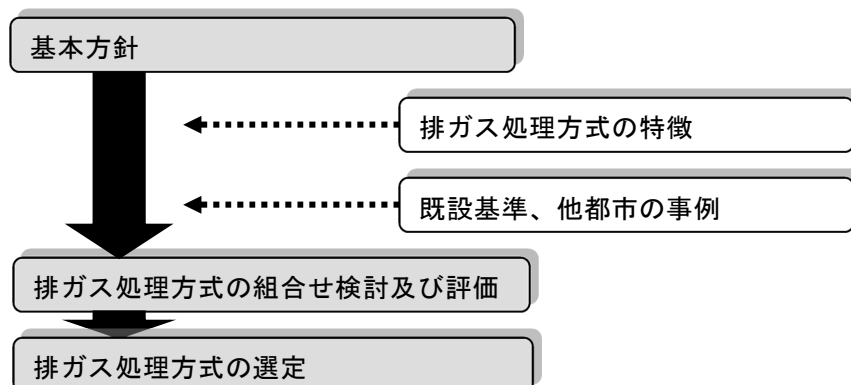 基本方針
排ガス処理方式の特徴
既設基準、他都市の事例
排ガス処理方式の組合せ検討及び評価
排ガス処理方式の選定